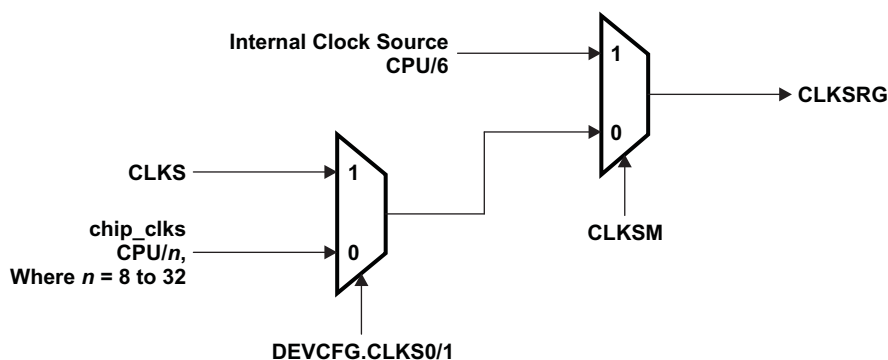 Internal Clock Source
CPU/6
1
CLKSRG
0
CLKS
1
CLKSM
chip_clks
CPU/n,
Where n = 8 to 32
0
DEVCFG.CLKS0/1